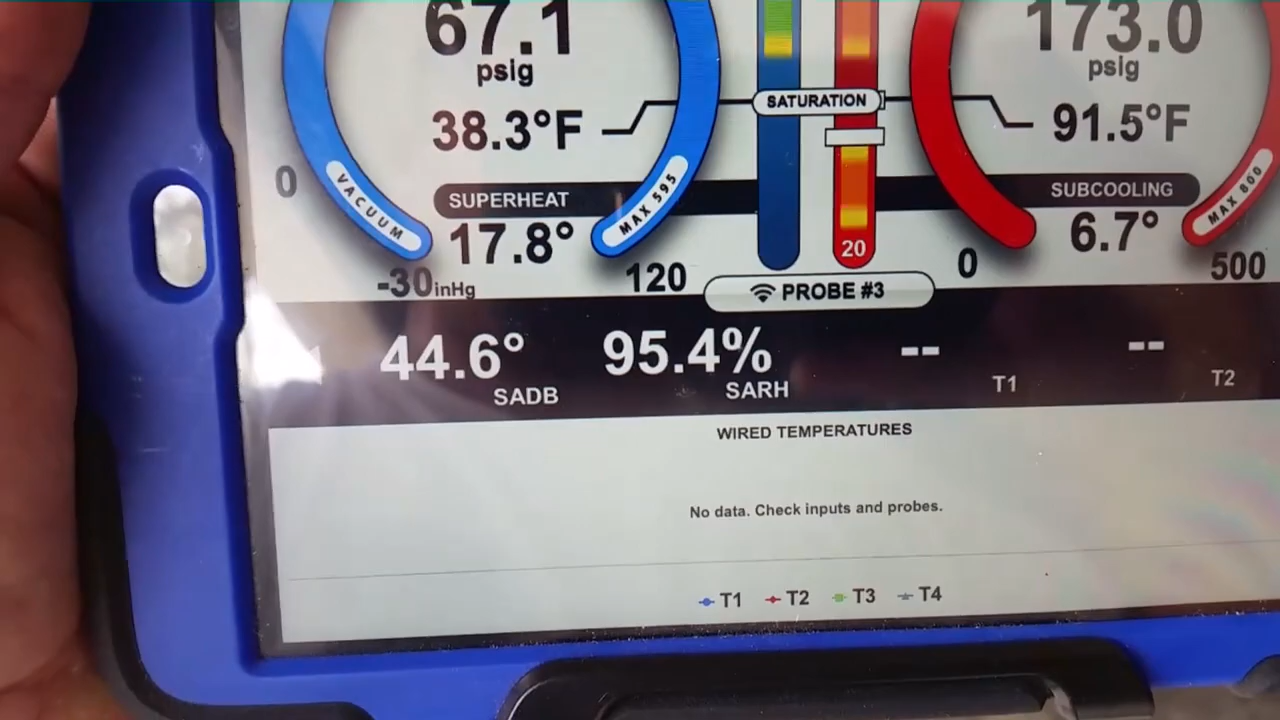 67.1
173.0
psig
psig
SATURATION
38.3°F
91.5°F
0
VACUUM
SUPERHEAT
MAX 595
SUBCOOLING
MAX 800
17.8°
20
6.7°
-30inHg
120
0
500
PROBE #3
44.6°
95.4%
--
--
SADB
SARH
T1
T2
WIRED TEMPERATURES
No data. Check inputs and probes.
T1 T2 T3 T4